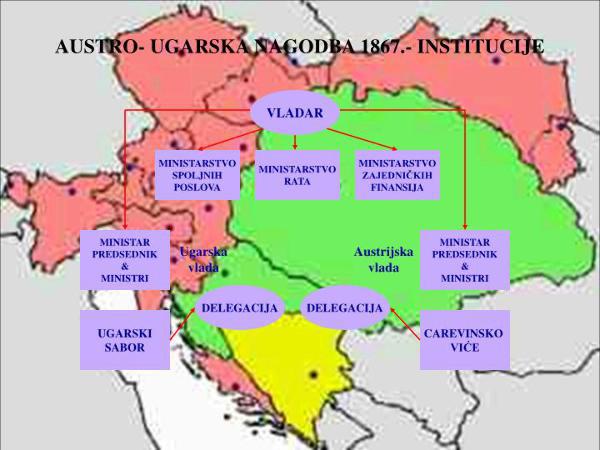 AUSTRO- UGARSKA NAGODBA 1867.- INSTITUCIJE
VLADAR
MINISTARSTVO
SPOLJNIH
POSLOVA
MINISTARSTVO
RATA
MINISTARSTVO
ZAJEDNIČKIH
FINANSIJA
MINISTAR
PREDSEDNIK
&
MINISTRI
Ugarska
vlada
Austrijska
vlada
MINISTAR
PREDSEDNIK
&
MINISTRI
DELEGACIJA
DELEGACIJA
UGARSKI
SABOR
CAREVINSKO
VIĆE